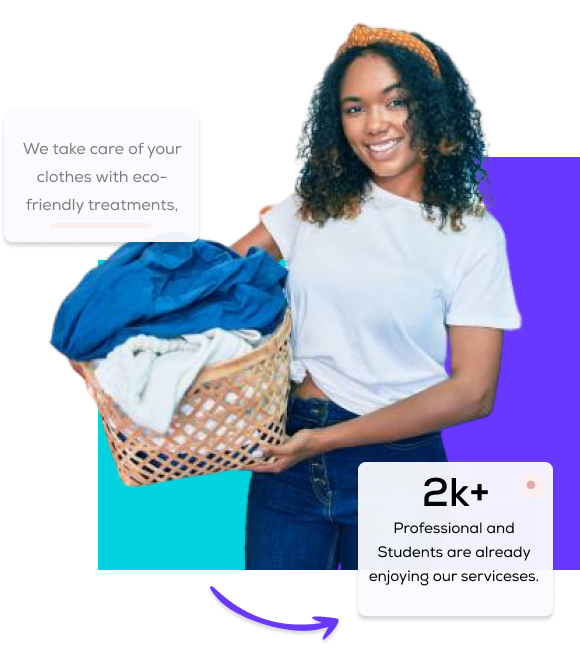 We take care of your
clothes with eco-
friendly treatments,
2k+
Professional and
Students are already
enjoying our serviceses.